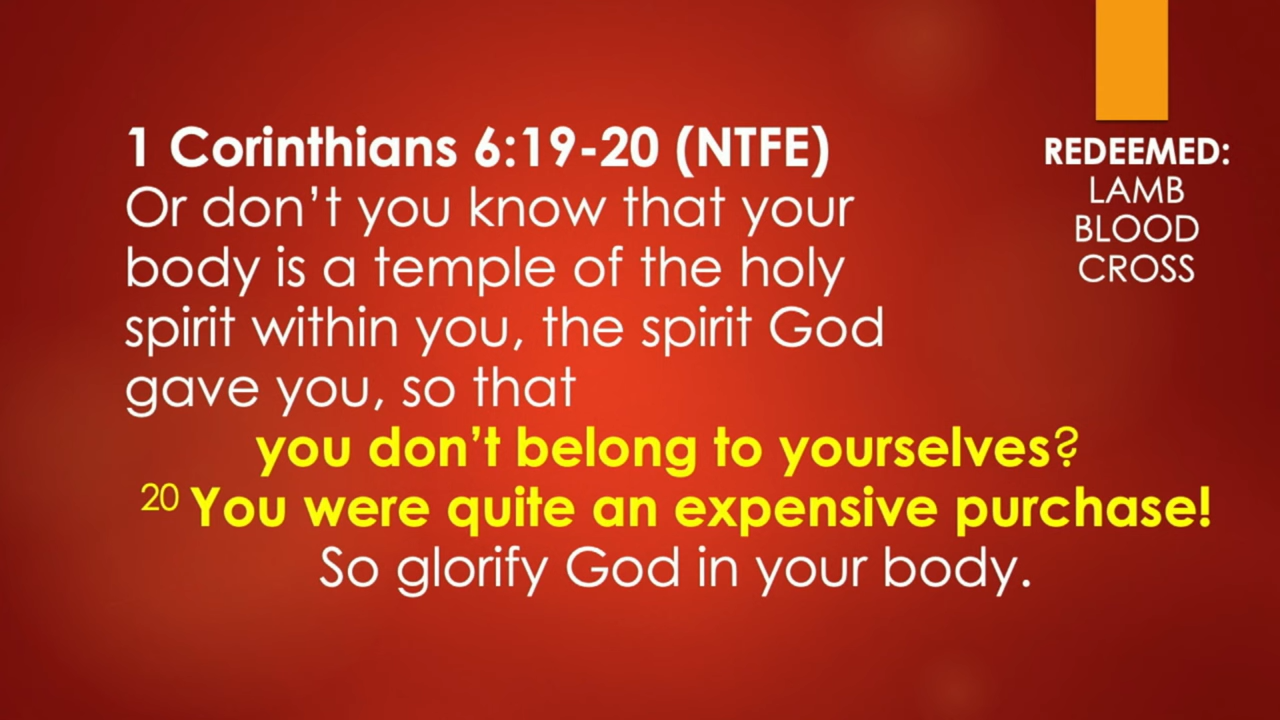 1 Corinthians 6:19-20 (NTFE)
Or don’t you know that your
body is a temple of the holy
spirit within you, the spirit God
gave you, so that
you don’t belong to yourselves?
20 You were quite an expensive purchase!
So glorify God in your body.
REDEEMED:
LAMB
BLOOD
CROSS